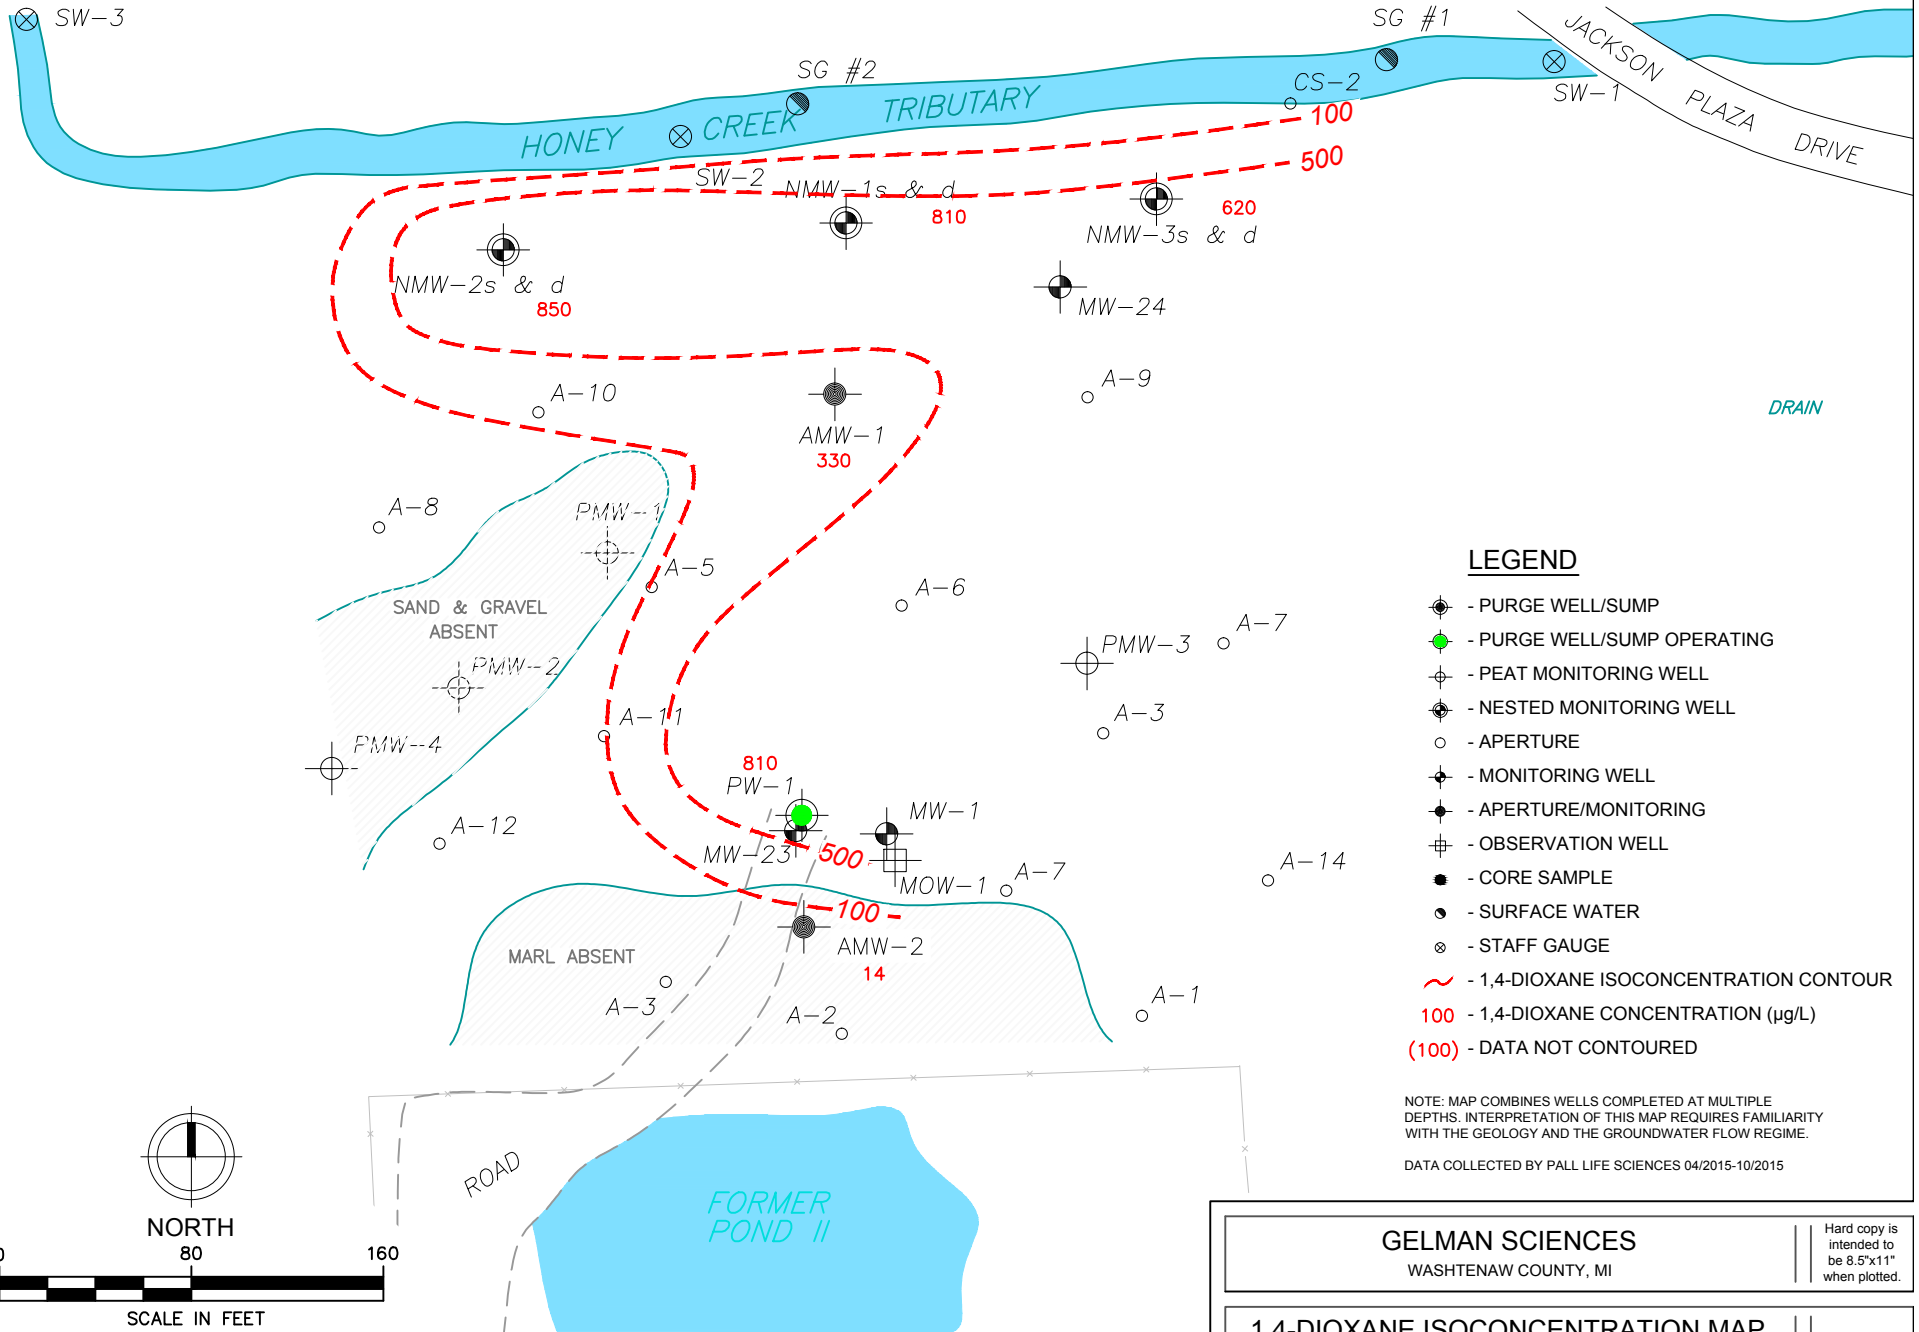 SW-3
SG #1
JACKSON PLAZA DRIVE
SG #2
CS-2
SW-1
HONEY CREEK TRIBUTARY
100
500
SW-2
NMW-1s & d
810
620
NMW-3s & d
NMW-2s & d
850
MW-24
A-10
A-9
AMW-1
330
DRAIN
A-8
PMW-1
A-5
A-6
SAND & GRAVEL
ABSENT
PMW-2
PMW-3
A-7
A-11
A-3
PMW-4
810
PW-1
A-12
MW-1
MW-23
500
MOW-1
A-7
A-14
100
AMW-2
14
MARL ABSENT
A-3
A-2
A-1
LEGEND
- PURGE WELL/SUMP
- PURGE WELL/SUMP OPERATING
- PEAT MONITORING WELL
- NESTED MONITORING WELL
- APERTURE
- MONITORING WELL
- APERTURE/MONITORING
- OBSERVATION WELL
- CORE SAMPLE
- SURFACE WATER
- STAFF GAUGE
- 1,4-DIOXANE ISOCONCENTRATION CONTOUR
100 - 1,4-DIOXANE CONCENTRATION (µg/L)
(100) - DATA NOT CONTOURED
NOTE: MAP COMBINES WELLS COMPLETED AT MULTIPLE
DEPTHS. INTERPRETATION OF THIS MAP REQUIRES FAMILIARITY
WITH THE GEOLOGY AND THE GROUNDWATER FLOW REGIME.
DATA COLLECTED BY PALL LIFE SCIENCES 04/2015-10/2015
ROAD
FORMER
POND II
NORTH
0 80 160
SCALE IN FEET
GELMAN SCIENCES
WASHTENAW COUNTY, MI
Hard copy is
intended to
be 8.5"x11"
when plotted.
1,4-DIOXANE ISOCONCENTRATION MAP